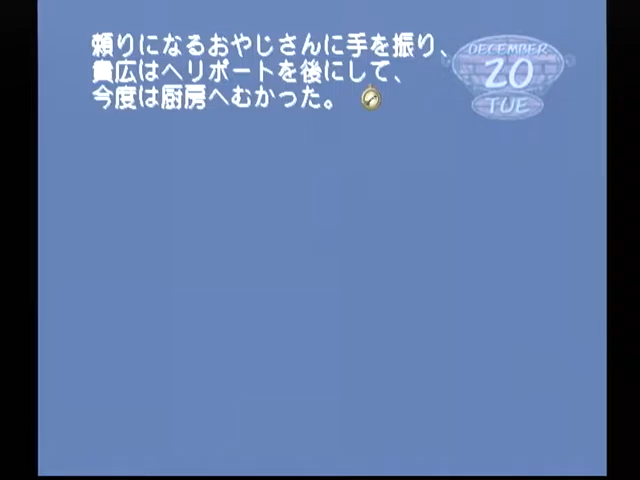 頼りになるおやじさんに手を振り、
貴広はヘリポートを後にして、
今度は厨房へむかった。
DECEMBER
20
TUE